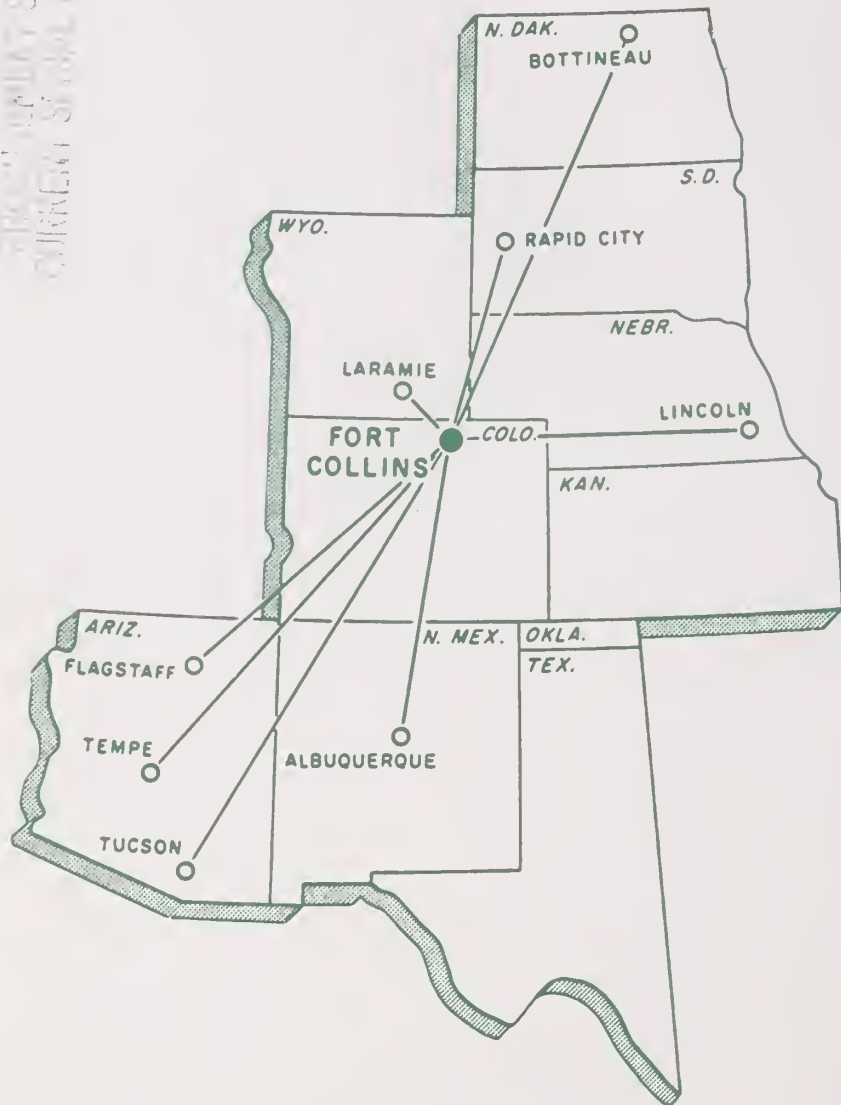 N. DAK.
BOTTINEAU
S.D.
WYO.
RAPID CITY
NEBR.
LARAMIE
LINCOLN
FORT
COLLINS
COLO.
KAN.
ARIZ.
N. MEX.
OKLA.
TEX.
FLAGSTAFF
TEMPE
ALBUQUERQUE
TUCSON
CURRENT